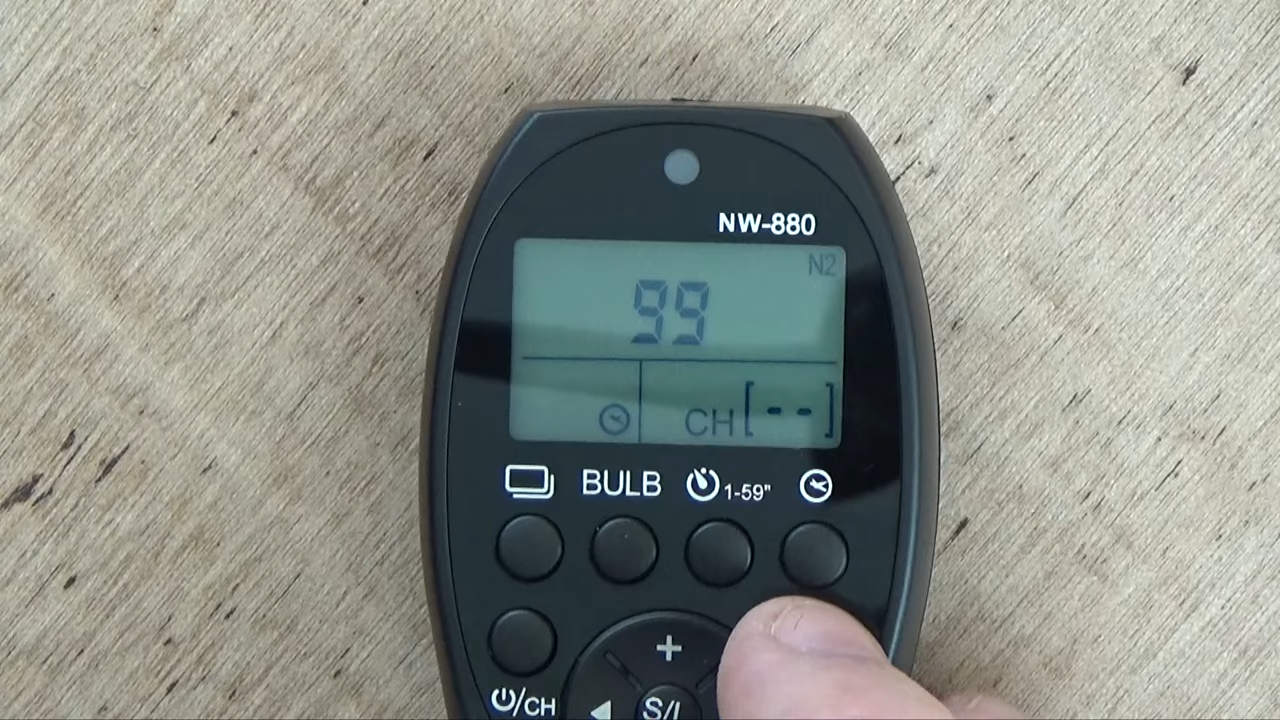 NW-880
N2
99
CH [--]
BULB 1-59"
+
/CH
S/